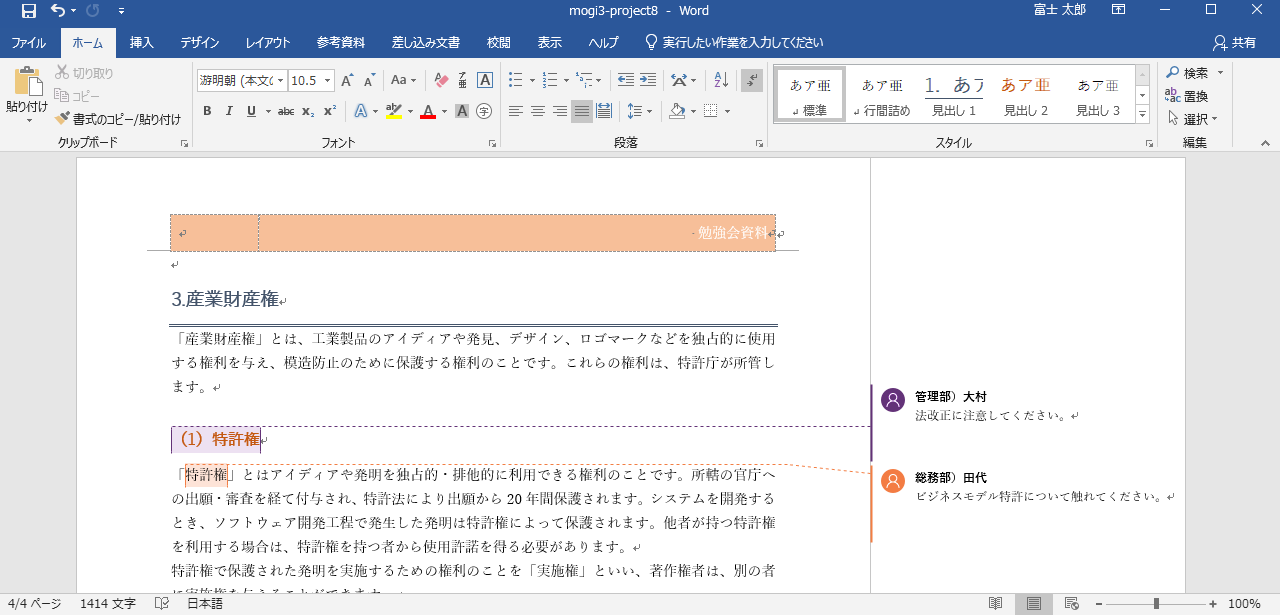 mogi3-project8 - Word
富士 太郎
ファイル ホーム 挿入 デザイン レイアウト 参考資料 差し込み文書 校閲 表示 ヘルプ 実行したい作業を入力してください 共有
貼り付け
切り取り
コピー
書式のコピー/貼り付け
クリップボード
游明朝 (本文の 10.5
フォント
段落
あア亜 あア亜 1. あア あア亜 あア亜
標準 行間詰め 見出し 1 見出し 2 見出し 3
スタイル
検索
置換
選択
編集
勉強会資料
3.産業財産権
「産業財産権」とは、工業製品のアイディアや発見、デザイン、ロゴマークなどを独占的に使用
する権利を与え、模造防止のために保護する権利のことです。これらの権利は、特許庁が所管し
ます。
（1）特許権
「特許権」とはアイディアや発明を独占的・排他的に利用できる権利のことです。所轄の官庁へ
の出願・審査を経て付与され、特許法により出願から 20 年間保護されます。システムを開発する
とき、ソフトウェア開発工程で発生した発明は特許権によって保護されます。他者が持つ特許権
を利用する場合は、特許権を持つ者から使用許諾を得る必要があります。
特許権で保護された発明を実施するための権利のことを「実施権」といい、著作権者は、別の者
管理部）大村
法改正に注意してください。
総務部）田代
ビジネスモデル特許について触れてください。
4/4 ページ 1414 文字 日本語 100%